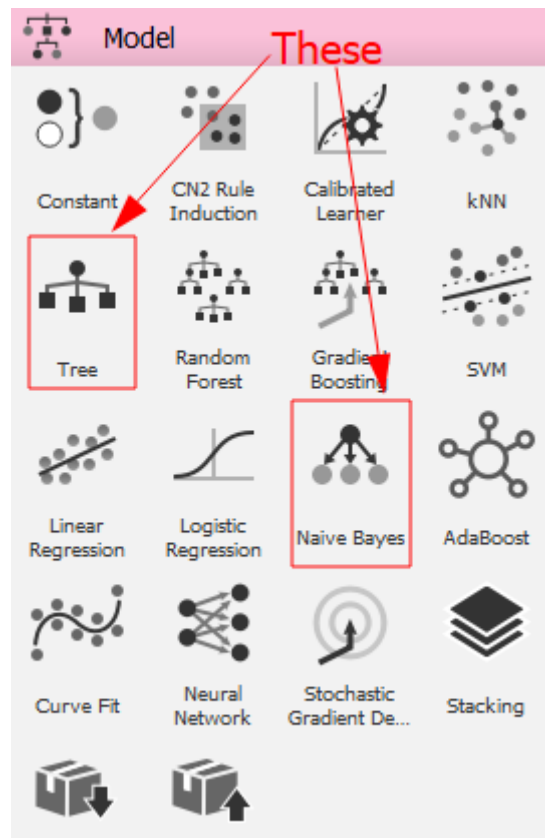 Model
These
Constant
CN2 Rule
Induction
Calibrated
Learner
kNN
Tree
Random
Forest
Gradient
Boosting
SVM
Linear
Regression
Logistic
Regression
Naive Bayes
AdaBoost
Curve Fit
Neural
Network
Stochastic
Gradient De...
Stacking